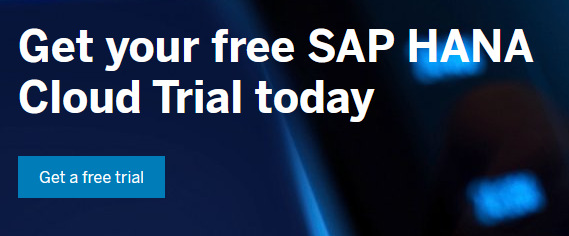 Get your free SAP HANA
Cloud Trial today
Get a free trial